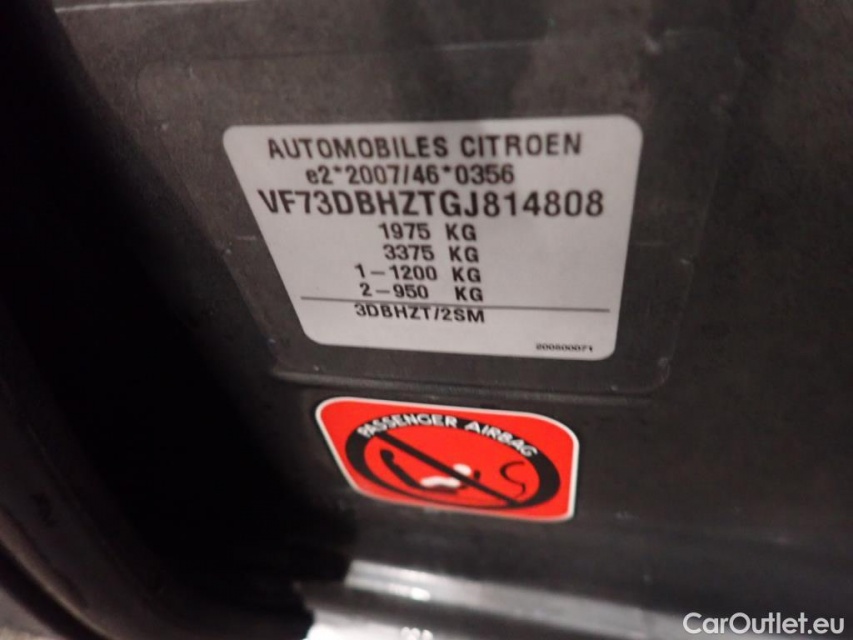 AUTOMOBILES CITROEN
e2*2007/46*0356
VF73DBHZTGJ814808
1975 KG
3375 KG
1-1200 KG
2-950 KG
3DBHZT/2SM
200800071
PASSENGER AIRBAG
CarOutlet.eu